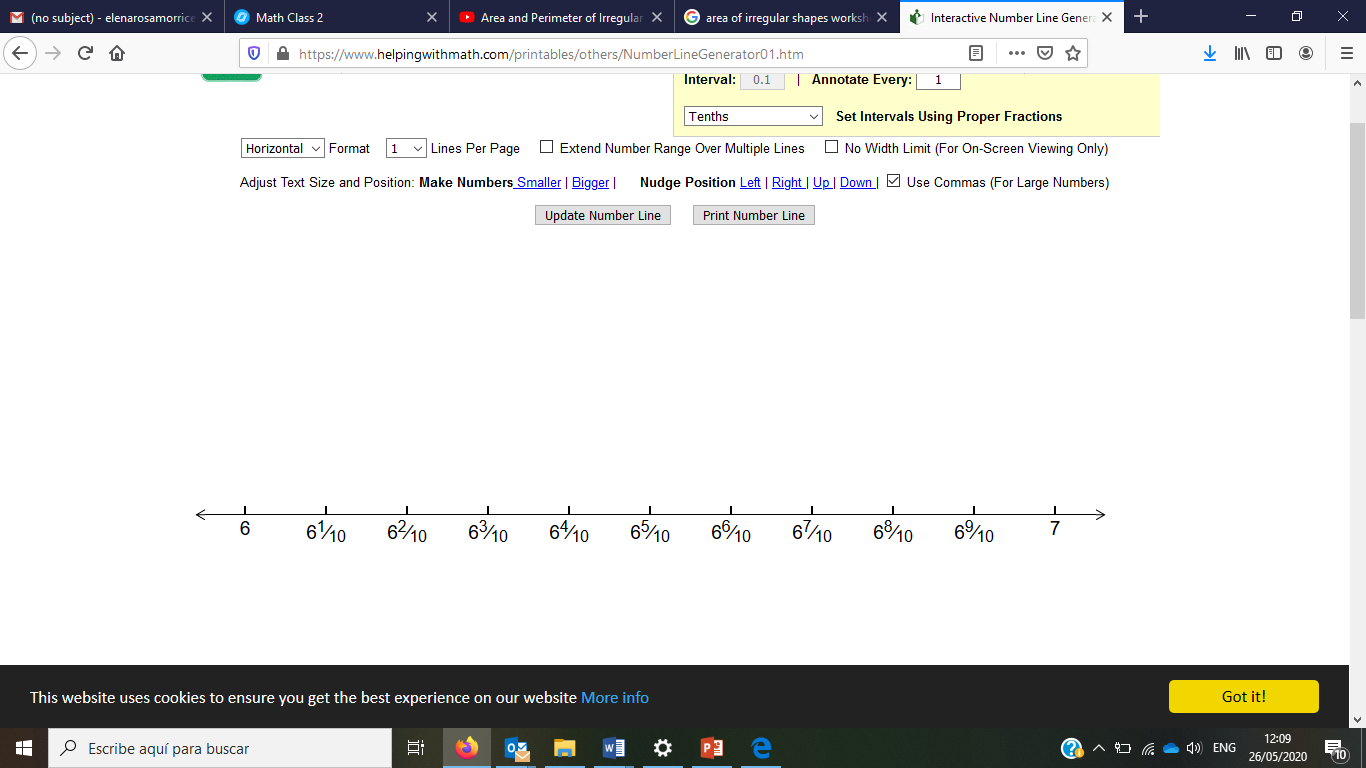 (no subject) - elenarosamorrice
Math Class 2
Area and Perimeter of Irregular
area of irregular shapes worksh
Interactive Number Line Genera
https://www.helpingwithmath.com/printables/others/NumberLineGenerator01.htm
Interval: 0.1 | Annotate Every: 1
Tenths Set Intervals Using Proper Fractions
Horizontal Format 1 Lines Per Page Extend Number Range Over Multiple Lines No Width Limit (For On-Screen Viewing Only)
Adjust Text Size and Position: Make Numbers Smaller | Bigger | Nudge Position Left | Right | Up | Down | Use Commas (For Large Numbers)
Update Number Line Print Number Line
6 6 1/10 6 2/10 6 3/10 6 4/10 6 5/10 6 6/10 6 7/10 6 8/10 6 9/10 7
This website uses cookies to ensure you get the best experience on our website More info
Got it!
Escribe aquí para buscar
ENG
12:09
26/05/2020
10